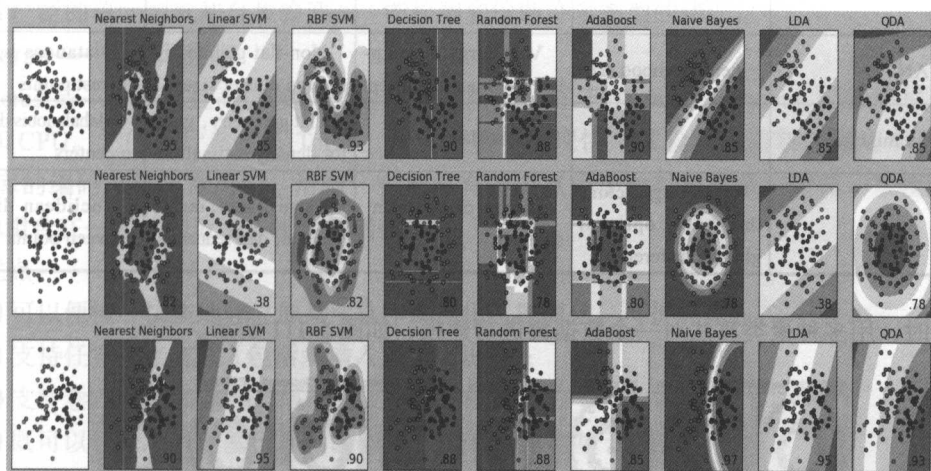 Nearest Neighbors Linear SVM RBF SVM Decision Tree Random Forest AdaBoost Naive Bayes LDA QDA
.95 .85 .93 .90 .88 .90 .85 .85 .85
Nearest Neighbors Linear SVM RBF SVM Decision Tree Random Forest AdaBoost Naive Bayes LDA QDA
.82 .38 .82 .80 .78 .80 .78 .38 .78
Nearest Neighbors Linear SVM RBF SVM Decision Tree Random Forest AdaBoost Naive Bayes LDA QDA
.90 .95 .90 .88 .88 .85 .97 .95 .93